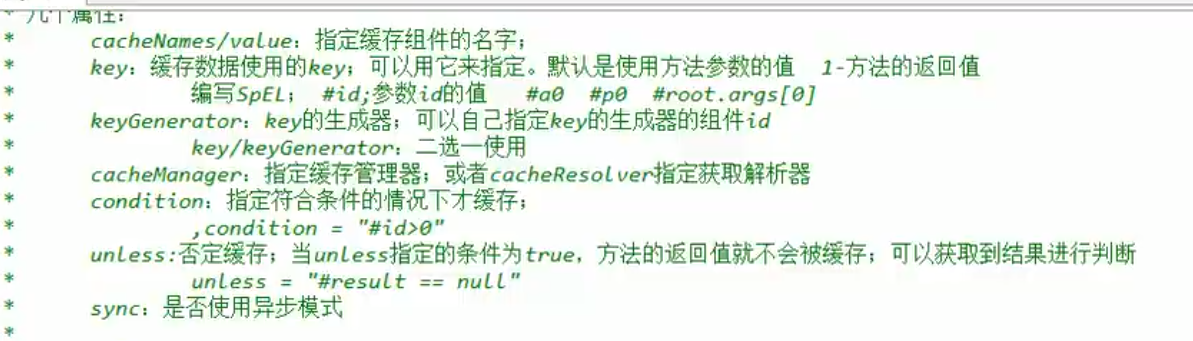 * 几个属性：
* cacheNames/value：指定缓存组件的名字；
* key：缓存数据使用的key；可以用它来指定。默认是使用方法参数的值 1-方法的返回值
* 编写SpEL； #id;参数id的值 #a0 #p0 #root.args[0]
* keyGenerator：key的生成器；可以自己指定key的生成器的组件id
* key/keyGenerator：二选一使用
* cacheManager：指定缓存管理器；或者cacheResolver指定获取解析器
* condition：指定符合条件的情况下才缓存；
* ,condition = "#id>0"
* unless:否定缓存；当unless指定的条件为true，方法的返回值就不会被缓存；可以获取到结果进行判断
* unless = "#result == null"
* sync：是否使用异步模式
*